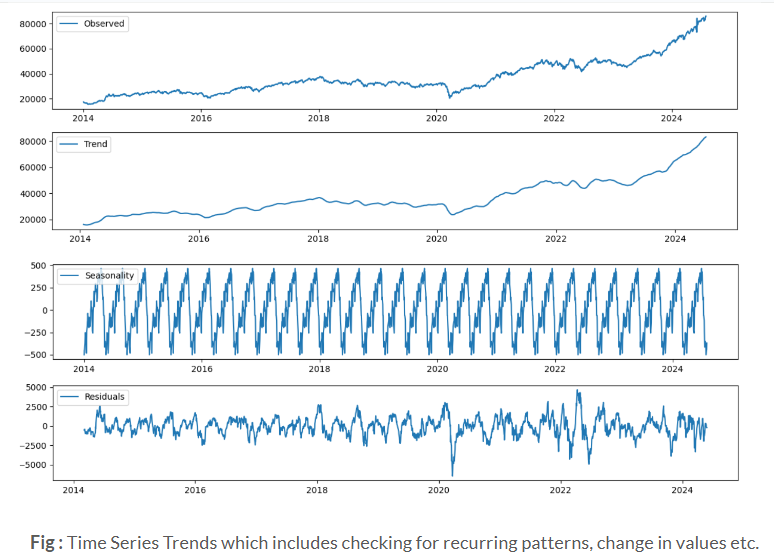 Observed
80000
60000
40000
20000
2014 2016 2018 2020 2022 2024
Trend
80000
60000
40000
20000
2014 2016 2018 2020 2022 2024
Seasonality
500
250
0
−250
−500
2014 2016 2018 2020 2022 2024
Residuals
5000
2500
0
−2500
−5000
2014 2016 2018 2020 2022 2024
Fig : Time Series Trends which includes checking for recurring patterns, change in values etc.